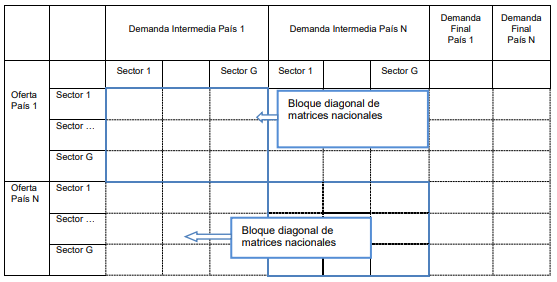 Demanda Intermedia País 1
Demanda Intermedia País N
Demanda
Final
País 1
Demanda
Final
País N
Sector 1
Sector G
Sector 1
Sector G
Oferta
País 1
Sector 1
Sector ...
Sector G
Bloque diagonal de
matrices nacionales
Oferta
País N
Sector 1
Sector ...
Sector G
Bloque diagonal de
matrices nacionales